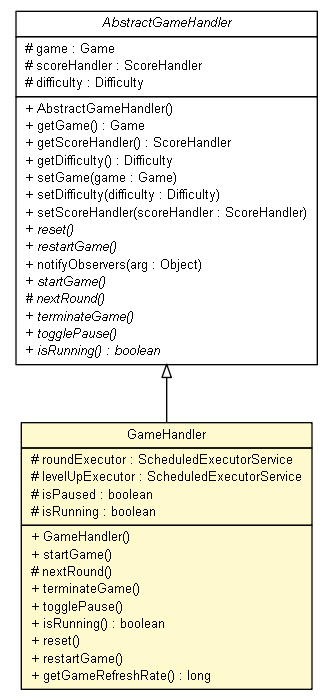 AbstractGameHandler
# game : Game
# scoreHandler : ScoreHandler
# difficulty : Difficulty
+ AbstractGameHandler()
+ getGame() : Game
+ getScoreHandler() : ScoreHandler
+ getDifficulty() : Difficulty
+ setGame(game : Game)
+ setDifficulty(difficulty : Difficulty)
+ setScoreHandler(scoreHandler : ScoreHandler)
+ reset()
+ restartGame()
+ notifyObservers(arg : Object)
+ startGame()
# nextRound()
+ terminateGame()
+ togglePause()
+ isRunning() : boolean
GameHandler
# roundExecutor : ScheduledExecutorService
# levelUpExecutor : ScheduledExecutorService
# isPaused : boolean
# isRunning : boolean
+ GameHandler()
+ startGame()
# nextRound()
+ terminateGame()
+ togglePause()
+ isRunning() : boolean
+ reset()
+ restartGame()
+ getGameRefreshRate() : long